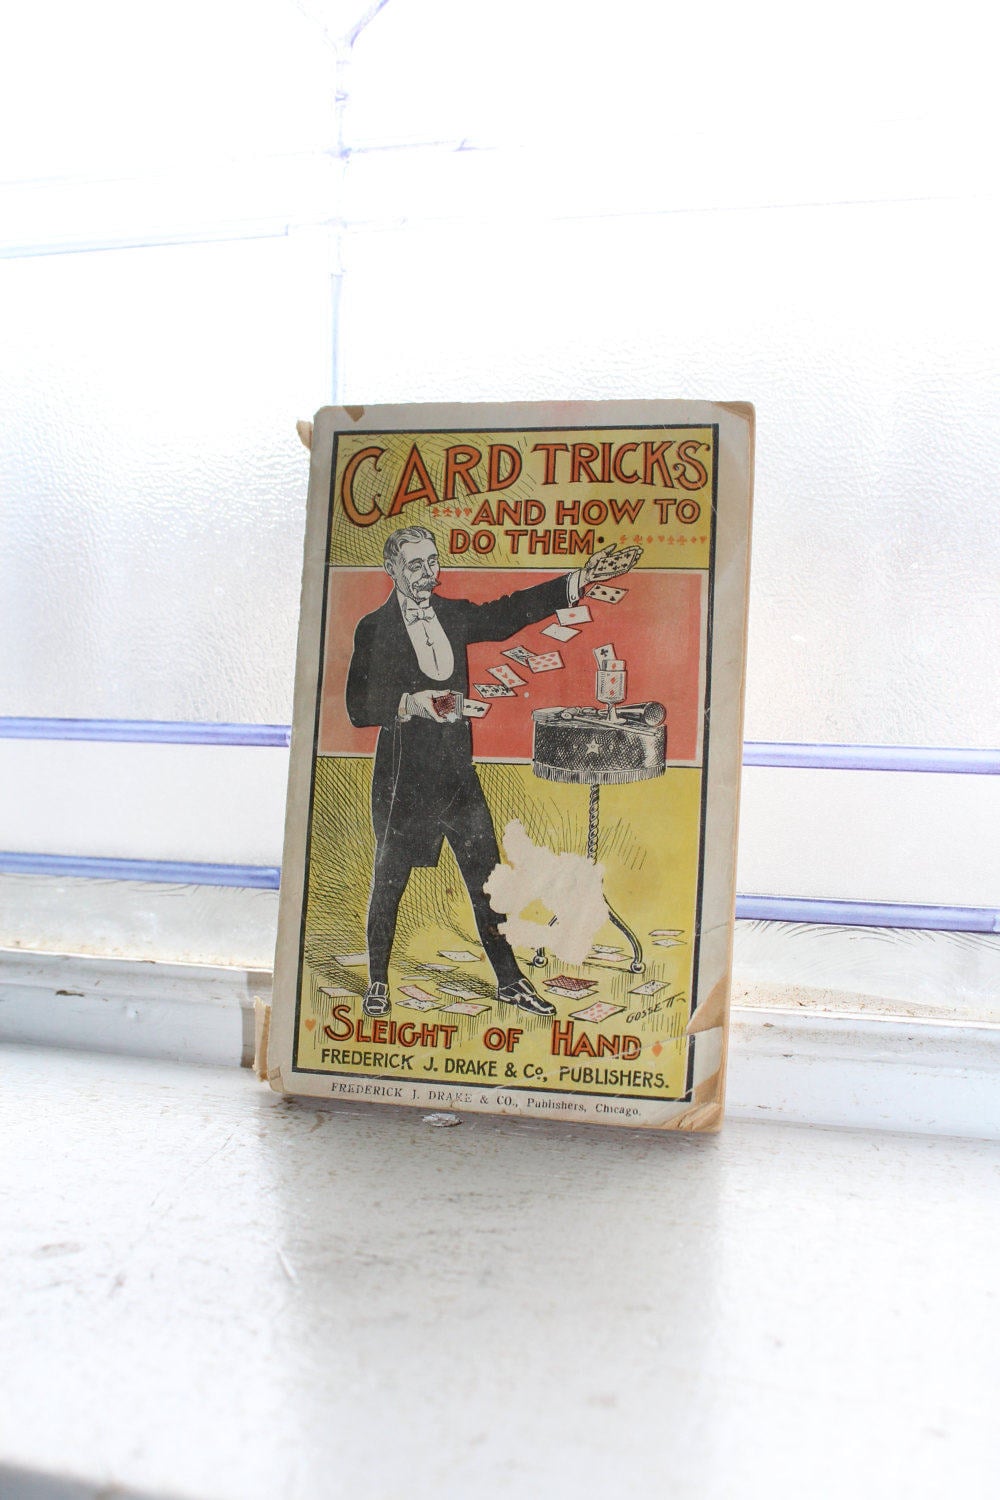 CARD TRICKS
AND HOW TO
DO THEM.
GOSSETT
SLEIGHT OF HAND
FREDERICK J. DRAKE & Co., PUBLISHERS.
FREDERICK J. DRAKE & CO., Publishers, Chicago.